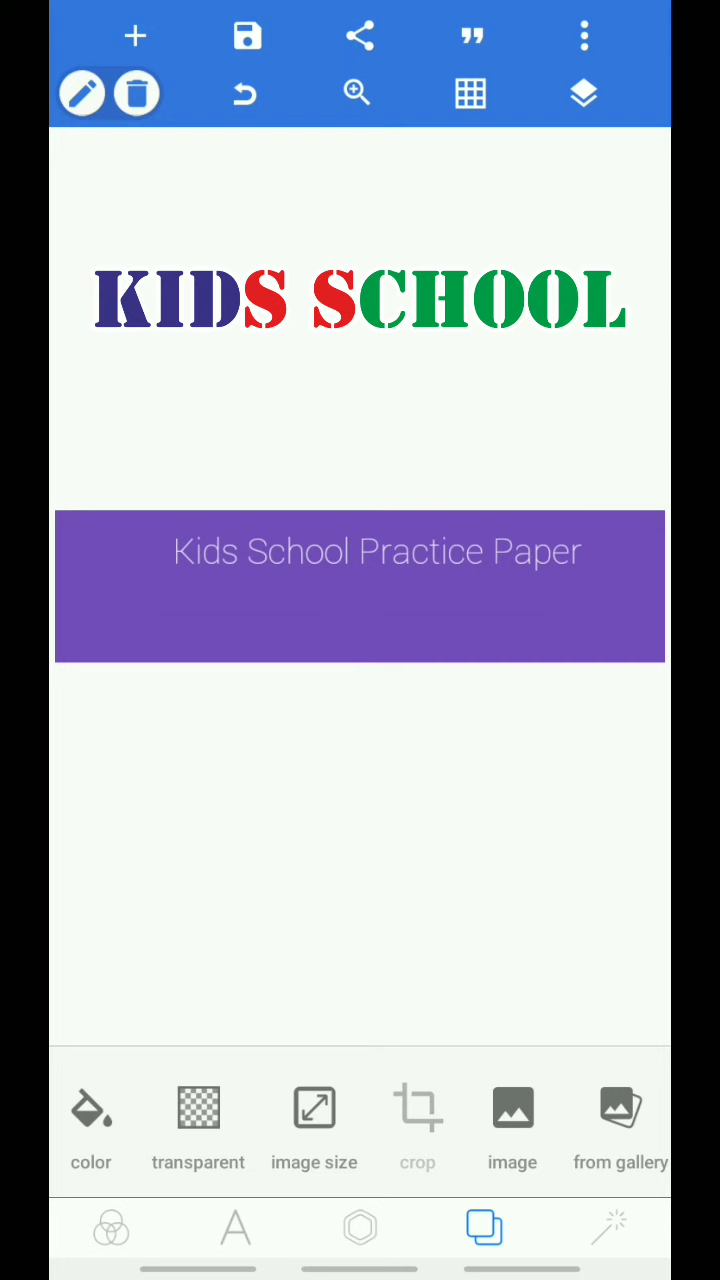 KIDS SCHOOL
Kids School Practice Paper
color transparent image size crop image from gallery